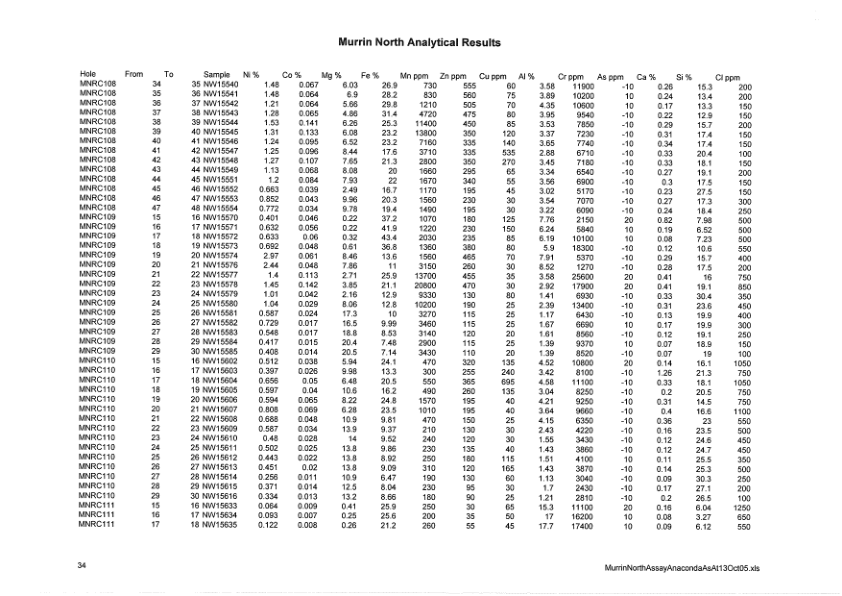 Murrin North Analytical Results
Hole From To Sample Ni % Co % Mg % Fe % Mn ppm Zn ppm Cu ppm Al % Cr ppm As ppm Ca % Si % Cl ppm
MNRC108 34 35 NW15540 1.48 0.067 6.03 26.9 730 555 60 3.58 11900 -10 0.26 15.3 200
MNRC108 35 36 NW15541 1.48 0.064 6.9 28.2 830 560 75 3.89 10200 10 0.24 13.4 200
MNRC108 36 37 NW15542 1.21 0.064 5.66 29.8 1210 505 70 4.35 10600 10 0.17 13.3 150
MNRC108 37 38 NW15543 1.28 0.065 4.86 31.4 4720 475 80 3.95 9540 -10 0.22 12.9 150
MNRC108 38 39 NW15544 1.53 0.141 6.26 25.3 11400 450 85 3.53 7850 -10 0.29 15.7 200
MNRC108 39 40 NW15545 1.31 0.133 6.08 23.2 13800 350 120 3.37 7230 -10 0.31 17.4 150
MNRC108 40 41 NW15546 1.24 0.095 6.52 23.2 7160 335 140 3.65 7740 -10 0.34 17.4 150
MNRC108 41 42 NW15547 1.25 0.096 8.44 17.6 3710 335 535 2.88 6710 -10 0.33 20.4 100
MNRC108 42 43 NW15548 1.27 0.107 7.65 21.3 2800 350 270 3.45 7180 -10 0.33 18.1 150
MNRC108 43 44 NW15549 1.13 0.068 8.08 20 1660 295 65 3.34 6540 -10 0.27 19.1 200
MNRC108 44 45 NW15551 1.2 0.084 7.93 22 1670 340 55 3.56 6900 -10 0.3 17.5 150
MNRC108 45 46 NW15552 0.663 0.039 2.49 16.7 1170 195 45 3.02 5170 -10 0.23 27.5 150
MNRC108 46 47 NW15553 0.852 0.043 9.96 20.3 1560 230 30 3.54 7070 -10 0.27 17.3 300
MNRC108 47 48 NW15554 0.772 0.034 9.78 19.4 1490 195 30 3.22 6090 -10 0.24 18.4 250
MNRC109 15 16 NW15570 0.401 0.046 0.22 37.2 1070 180 125 7.76 2150 20 0.82 7.98 500
MNRC109 16 17 NW15571 0.632 0.056 0.22 41.9 1220 230 150 6.24 5840 10 0.19 6.52 500
MNRC109 17 18 NW15572 0.633 0.06 0.32 43.4 2030 235 85 6.19 10100 10 0.08 7.23 500
MNRC109 18 19 NW15573 0.692 0.048 0.61 36.8 1360 380 80 5.9 18300 -10 0.12 10.6 550
MNRC109 19 20 NW15574 2.97 0.061 8.46 13.6 1560 465 70 7.91 5370 -10 0.29 15.7 400
MNRC109 20 21 NW15576 2.44 0.048 7.86 11 3150 260 30 8.52 1270 -10 0.28 17.5 200
MNRC109 21 22 NW15577 1.4 0.113 2.71 25.9 13700 455 35 3.58 25600 20 0.41 16 750
MNRC109 22 23 NW15578 1.45 0.142 3.85 21.1 20800 470 30 2.92 17900 20 0.41 19.1 850
MNRC109 23 24 NW15579 1.01 0.042 2.16 12.9 9330 130 80 1.41 6930 -10 0.33 30.4 350
MNRC109 24 25 NW15580 1.04 0.029 8.06 12.8 10200 190 25 2.39 13400 -10 0.31 23.6 450
MNRC109 25 26 NW15581 0.587 0.024 17.3 10 3270 115 25 1.17 6430 -10 0.13 19.9 400
MNRC109 26 27 NW15582 0.729 0.017 16.5 9.99 3460 115 25 1.67 6690 10 0.17 19.9 300
MNRC109 27 28 NW15583 0.548 0.017 18.8 8.53 3140 120 20 1.61 8560 -10 0.12 19.1 250
MNRC109 28 29 NW15584 0.417 0.015 20.4 7.48 2900 115 25 1.39 9370 10 0.07 18.9 150
MNRC109 29 30 NW15585 0.408 0.014 20.5 7.14 3430 110 20 1.39 8520 -10 0.07 19 100
MNRC110 15 16 NW15602 0.512 0.038 5.94 24.1 470 320 135 4.52 10800 20 0.14 16.1 1050
MNRC110 16 17 NW15603 0.397 0.026 9.98 13.3 300 255 240 3.42 8100 -10 1.26 21.3 750
MNRC110 17 18 NW15604 0.656 0.05 6.48 20.5 550 365 695 4.58 11100 -10 0.33 18.1 1050
MNRC110 18 19 NW15605 0.597 0.04 10.6 16.2 490 260 135 3.04 8250 -10 0.2 20.5 750
MNRC110 19 20 NW15606 0.594 0.065 8.22 24.8 1570 195 40 4.21 9250 -10 0.31 14.5 750
MNRC110 20 21 NW15607 0.808 0.069 6.28 23.5 1010 195 40 3.64 9660 -10 0.4 16.6 1100
MNRC110 21 22 NW15608 0.688 0.048 10.9 9.81 470 150 25 4.15 6350 -10 0.36 23 550
MNRC110 22 23 NW15609 0.587 0.034 13.9 9.37 210 130 30 2.43 4220 -10 0.16 23.5 500
MNRC110 23 24 NW15610 0.48 0.028 14 9.52 240 120 30 1.55 3430 -10 0.12 24.6 450
MNRC110 24 25 NW15611 0.502 0.025 13.8 9.86 230 135 40 1.43 3860 -10 0.12 24.7 450
MNRC110 25 26 NW15612 0.443 0.022 13.8 8.92 250 180 115 1.51 4100 10 0.11 25.5 350
MNRC110 26 27 NW15613 0.451 0.02 13.8 9.09 310 120 165 1.43 3870 -10 0.14 25.3 500
MNRC110 27 28 NW15614 0.256 0.011 10.9 6.47 190 130 60 1.13 3040 -10 0.09 30.3 250
MNRC110 28 29 NW15615 0.371 0.014 12.5 8.04 230 95 30 1.7 2430 -10 0.17 27.1 200
MNRC110 29 30 NW15616 0.334 0.013 13.2 8.66 180 90 25 1.21 2810 -10 0.2 26.5 100
MNRC111 15 16 NW15633 0.064 0.009 0.41 25.9 250 30 65 15.3 11100 20 0.16 6.04 1250
MNRC111 16 17 NW15634 0.093 0.007 0.25 25.6 200 35 50 17 16200 10 0.08 3.27 650
MNRC111 17 18 NW15635 0.122 0.008 0.26 21.2 260 55 45 17.7 17400 10 0.09 6.12 550
34 MurrinNorthAssayAnacondaAsAt13Oct05.xls